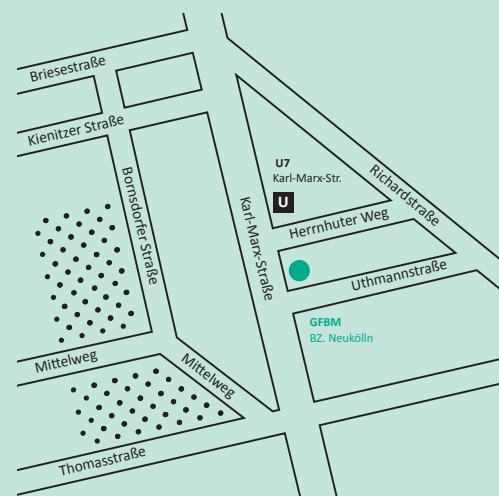 Briesestraße
Kienitzer Straße
Bornsdorfer Straße
U7
Karl-Marx-Str.
U
Richardstraße
Karl-Marx-Straße
Herrnhuter Weg
Uthmannstraße
GFBM
BZ. Neukölln
Mittelweg
Mittelweg
Thomasstraße